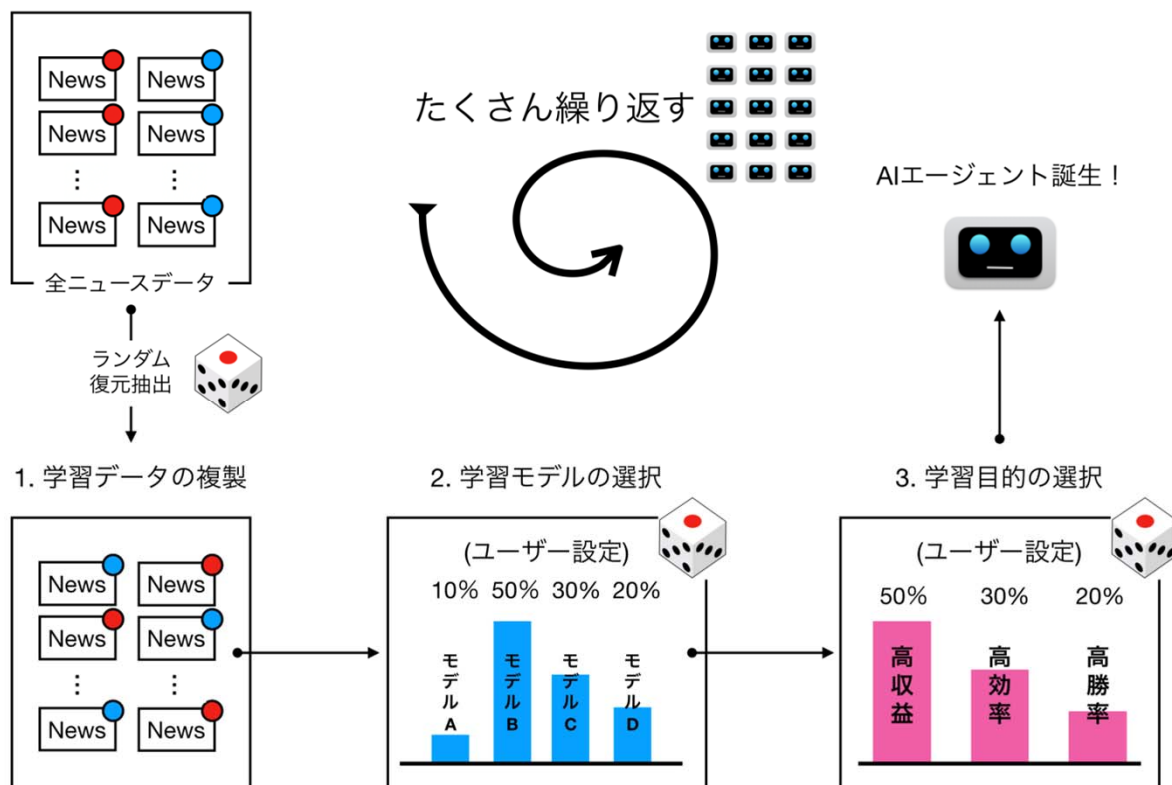 News News
News News
⋮ ⋮
News News
全ニュースデータ
たくさん繰り返す
AIエージェント誕生！
ランダム
復元抽出
1. 学習データの複製
News News
News News
⋮ ⋮
News News
2. 学習モデルの選択
(ユーザー設定)
10% 50% 30% 20%
モデルA
モデルB
モデルC
モデルD
3. 学習目的の選択
(ユーザー設定)
50% 30% 20%
高収益
高効率
高勝率